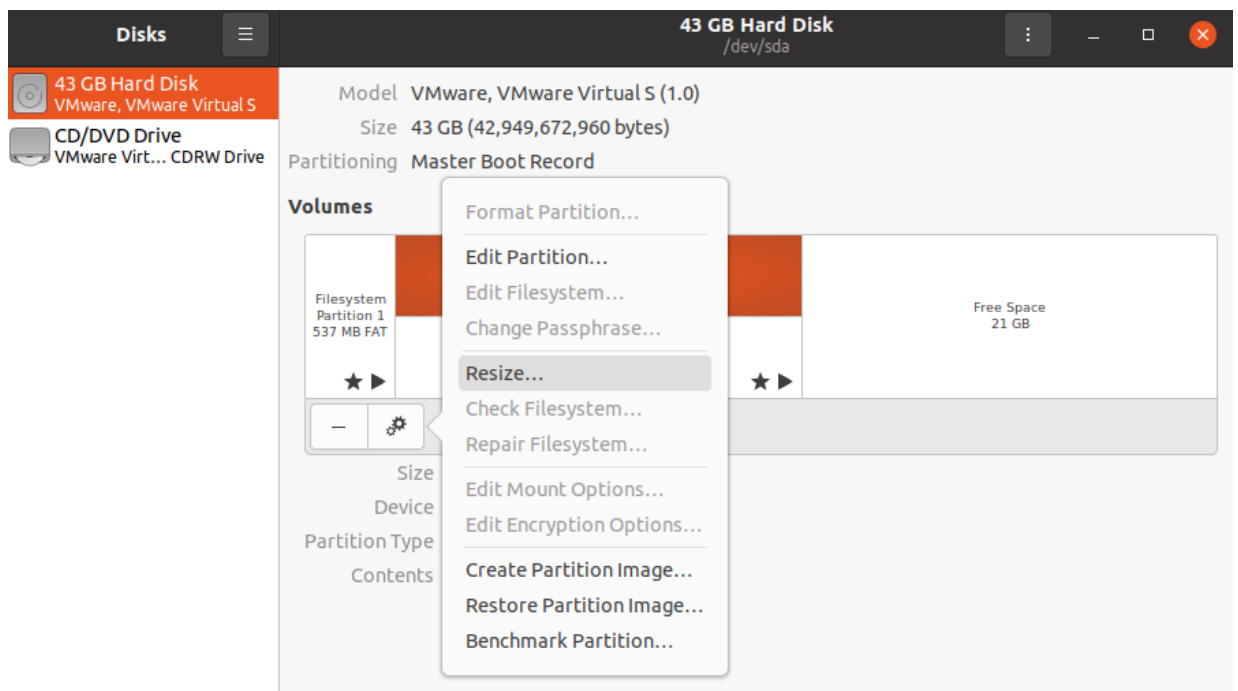 Disks
43 GB Hard Disk
/dev/sda
43 GB Hard Disk
VMware, VMware Virtual S
CD/DVD Drive
VMware Virt… CDRW Drive
Model VMware, VMware Virtual S (1.0)
Size 43 GB (42,949,672,960 bytes)
Partitioning Master Boot Record
Volumes
Filesystem
Partition 1
537 MB FAT
Free Space
21 GB
Format Partition…
Edit Partition…
Edit Filesystem…
Change Passphrase…
Resize…
Check Filesystem…
Repair Filesystem…
Edit Mount Options…
Edit Encryption Options…
Create Partition Image…
Restore Partition Image…
Benchmark Partition…
Size
Device
Partition Type
Contents